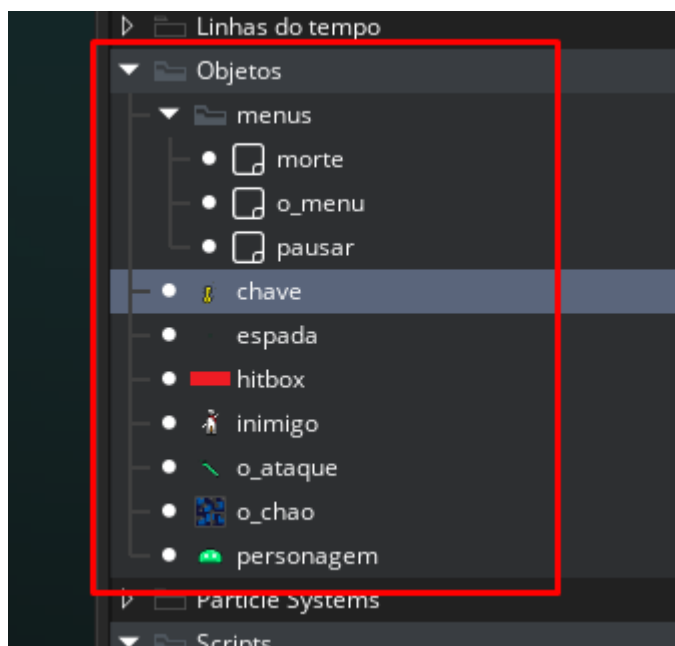 Linhas do tempo
Objetos
menus
morte
o_menu
pausar
chave
espada
hitbox
inimigo
o_ataque
o_chao
personagem
Particle Systems
Scripts